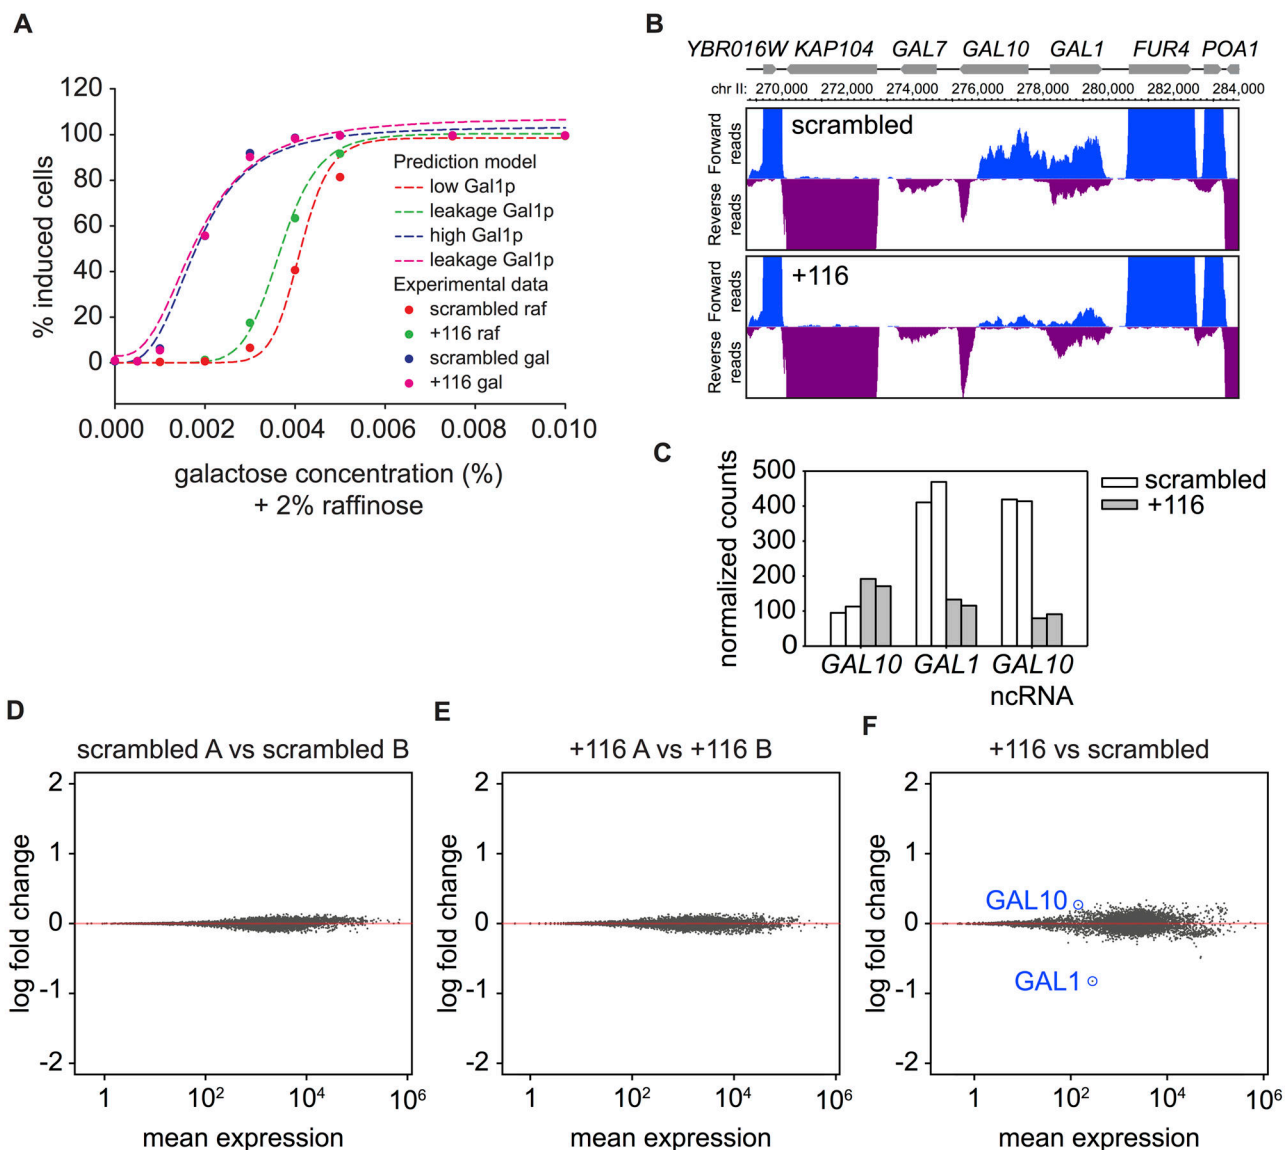 A
120
100
80
60
40
20
0
% induced cells
Prediction model
low Gal1p
leakage Gal1p
high Gal1p
leakage Gal1p
Experimental data
scrambled raf
+116 raf
scrambled gal
+116 gal
0.000 0.002 0.004 0.006 0.008 0.010
galactose concentration (%)
+ 2% raffinose
B
YBR016W KAP104 GAL7 GAL10 GAL1 FUR4 POA1
chr II: 270,000 272,000 274,000 276,000 278,000 280,000 282,000 284,000
scrambled
Forward
reads
Reverse
reads
+116
Forward
reads
Reverse
reads
C
500
400
300
200
100
0
normalized counts
scrambled
+116
GAL10 GAL1 GAL10
ncRNA
D
scrambled A vs scrambled B
2
1
0
-1
-2
log fold change
1 10² 10⁴ 10⁶
mean expression
E
+116 A vs +116 B
2
1
0
-1
-2
log fold change
1 10² 10⁴ 10⁶
mean expression
F
+116 vs scrambled
2
1
0
-1
-2
log fold change
GAL10
GAL1
1 10² 10⁴ 10⁶
mean expression